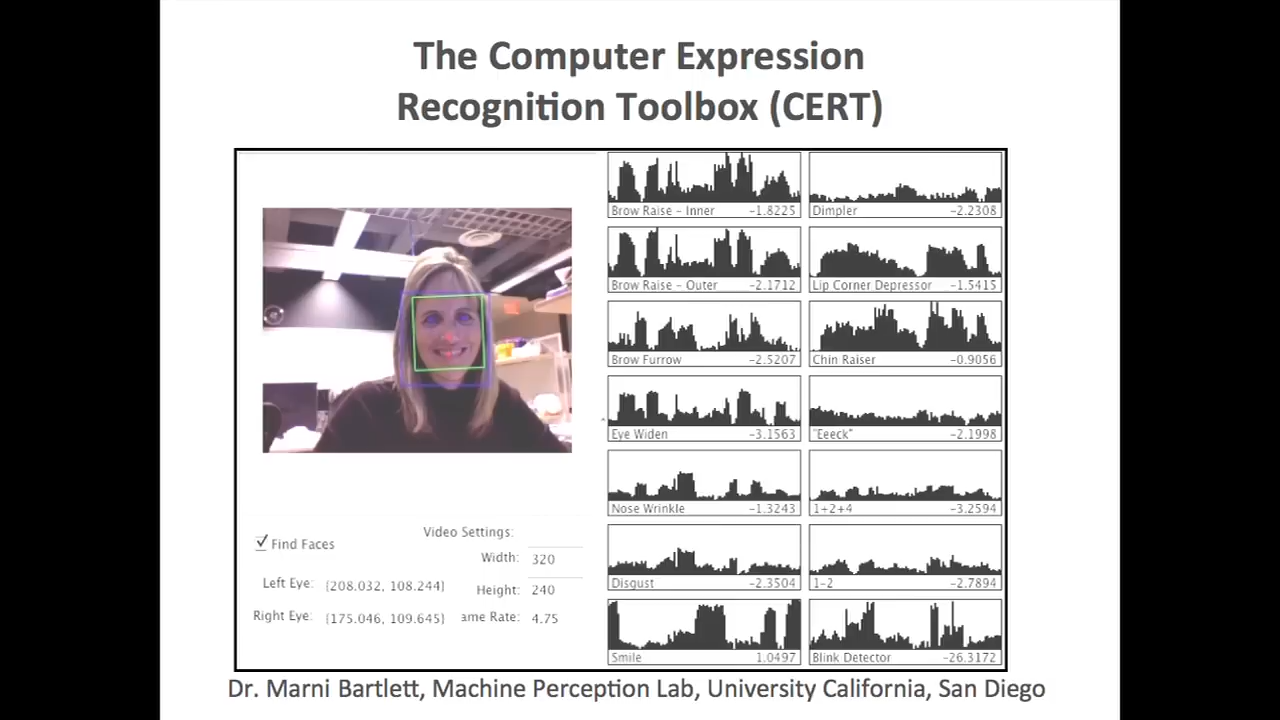 The Computer Expression
Recognition Toolbox (CERT)
Brow Raise - Inner -1.8225
Dimpler -2.2308
Brow Raise - Outer -2.1712
Lip Corner Depressor -1.5415
Brow Furrow -2.5207
Chin Raiser -0.9056
Eye Widen -3.1563
"Eeeck" -2.1998
Nose Wrinkle -1.3243
1+2+4 -3.2594
Disgust -2.3504
1-2 -2.7894
Smile 1.0497
Blink Detector -26.3172
Find Faces
Video Settings:
Width: 320
Left Eye: {208.032, 108.244}
Height: 240
Right Eye: {175.046, 109.645}
ame Rate: 4.75
Dr. Marni Bartlett, Machine Perception Lab, University California, San Diego